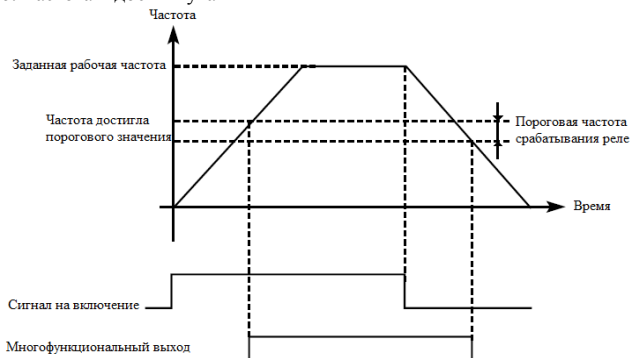 Частота
Заданная рабочая частота
Частота достигла
порогового значения
Пороговая частота
срабатывания реле
Время
Сигнал на включение
Многофункциональный выход